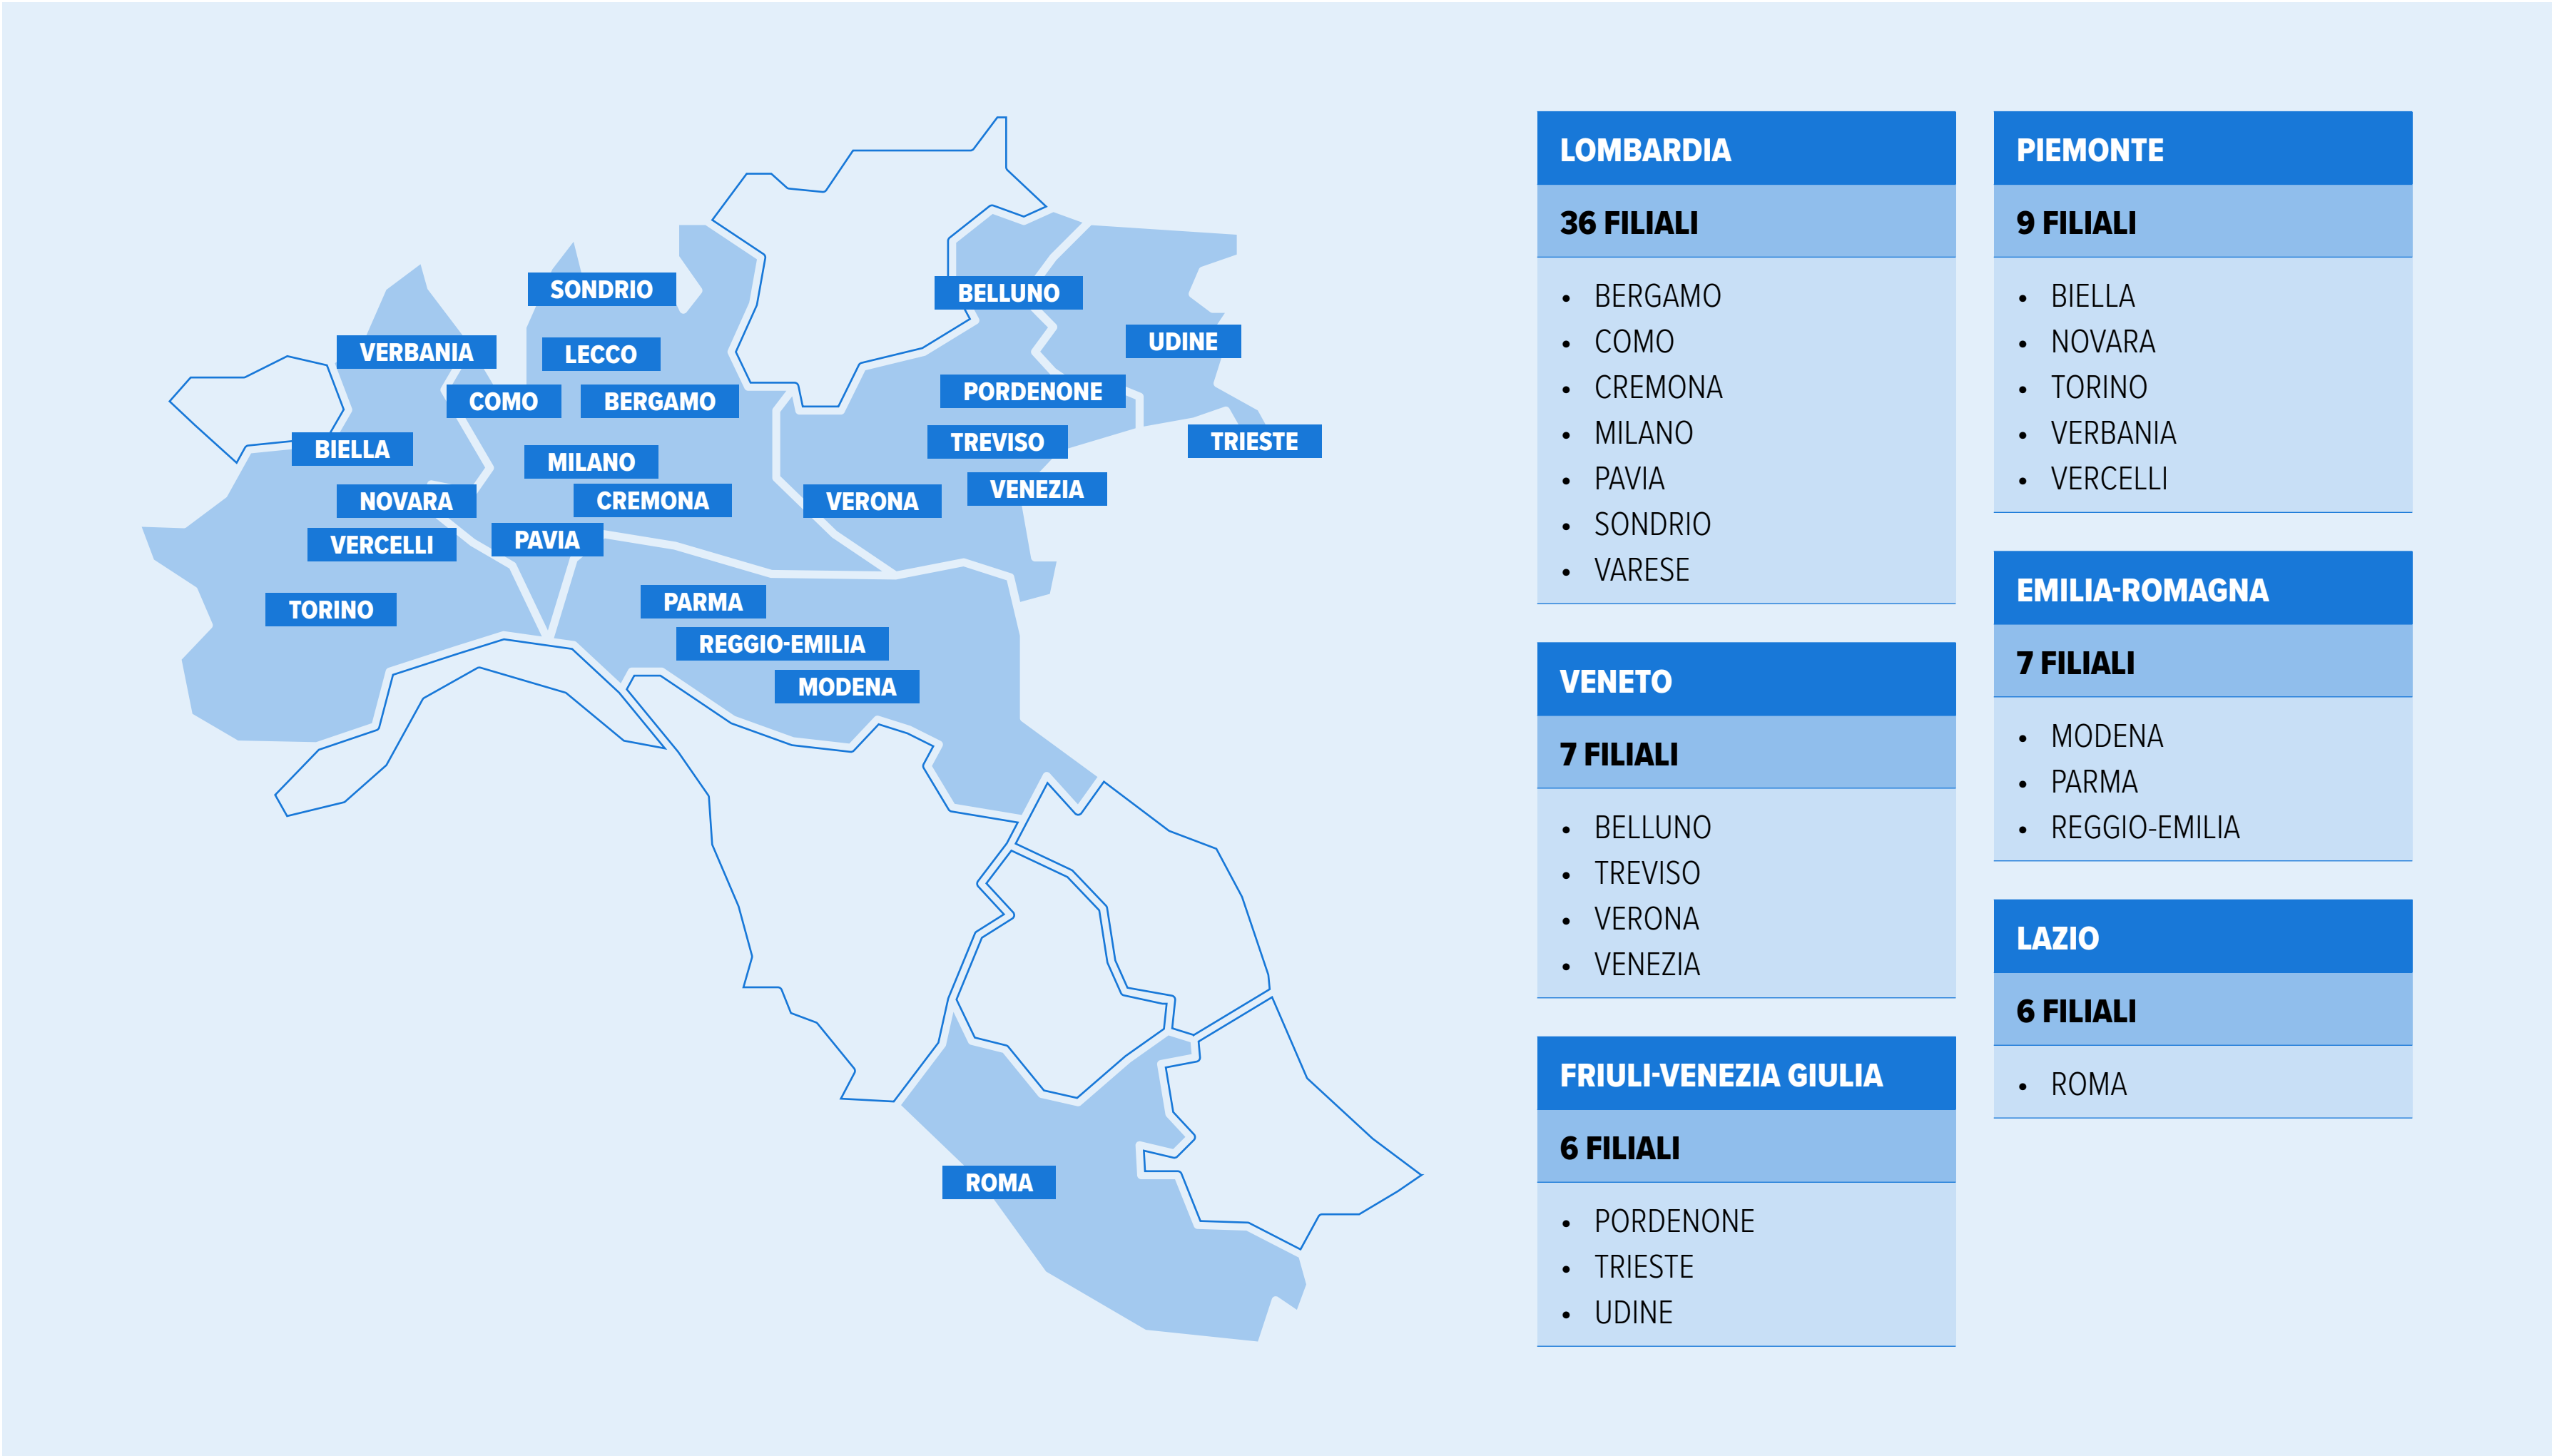 SONDRIO
BELLUNO
VERBANIA
LECCO
UDINE
COMO
BERGAMO
PORDENONE
BIELLA
MILANO
TREVISO
TRIESTE
NOVARA
CREMONA
VERONA
VENEZIA
VERCELLI
PAVIA
TORINO
PARMA
REGGIO-EMILIA
MODENA
ROMA
LOMBARDIA
36 FILIALI
• BERGAMO
• COMO
• CREMONA
• MILANO
• PAVIA
• SONDRIO
• VARESE
VENETO
7 FILIALI
• BELLUNO
• TREVISO
• VERONA
• VENEZIA
FRIULI-VENEZIA GIULIA
6 FILIALI
• PORDENONE
• TRIESTE
• UDINE
PIEMONTE
9 FILIALI
• BIELLA
• NOVARA
• TORINO
• VERBANIA
• VERCELLI
EMILIA-ROMAGNA
7 FILIALI
• MODENA
• PARMA
• REGGIO-EMILIA
LAZIO
6 FILIALI
• ROMA